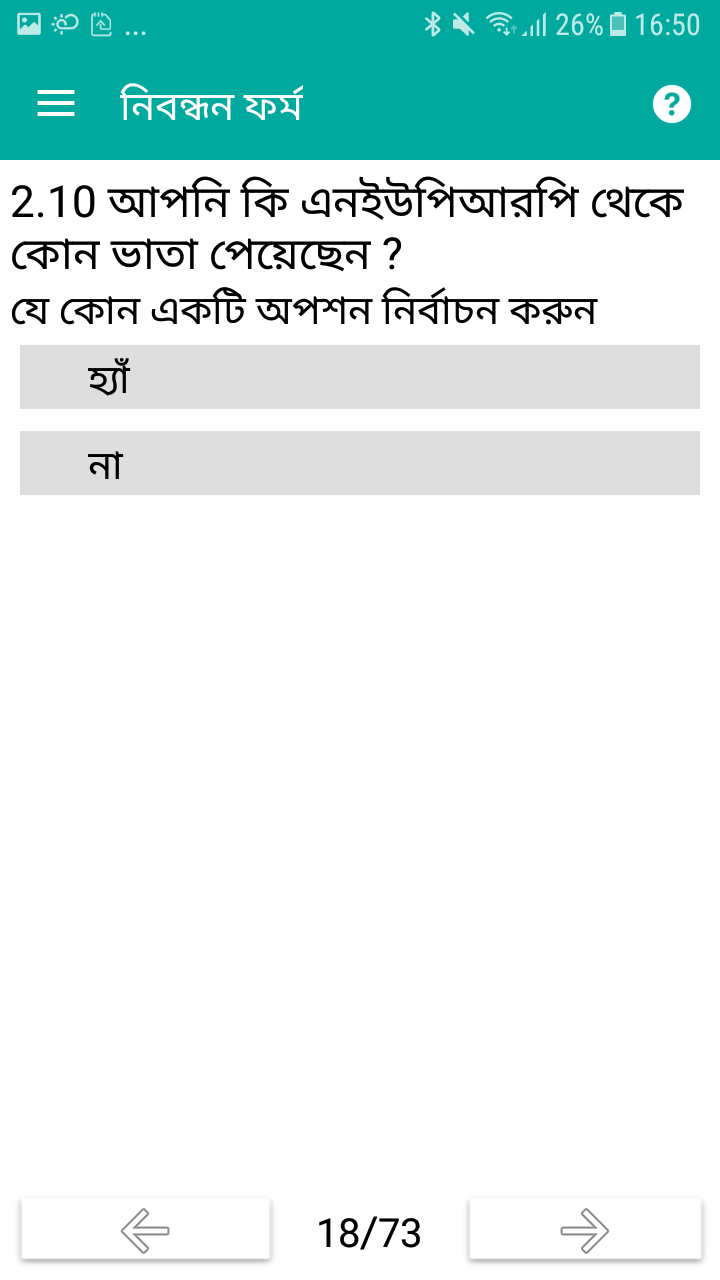 26% 16:50
নিবন্ধন ফর্ম
2.10 আপনি কি এনইউপিআরপি থেকে
কোন ভাতা পেয়েছেন ?
যে কোন একটি অপশন নির্বাচন করুন
হ্যাঁ
না
18/73